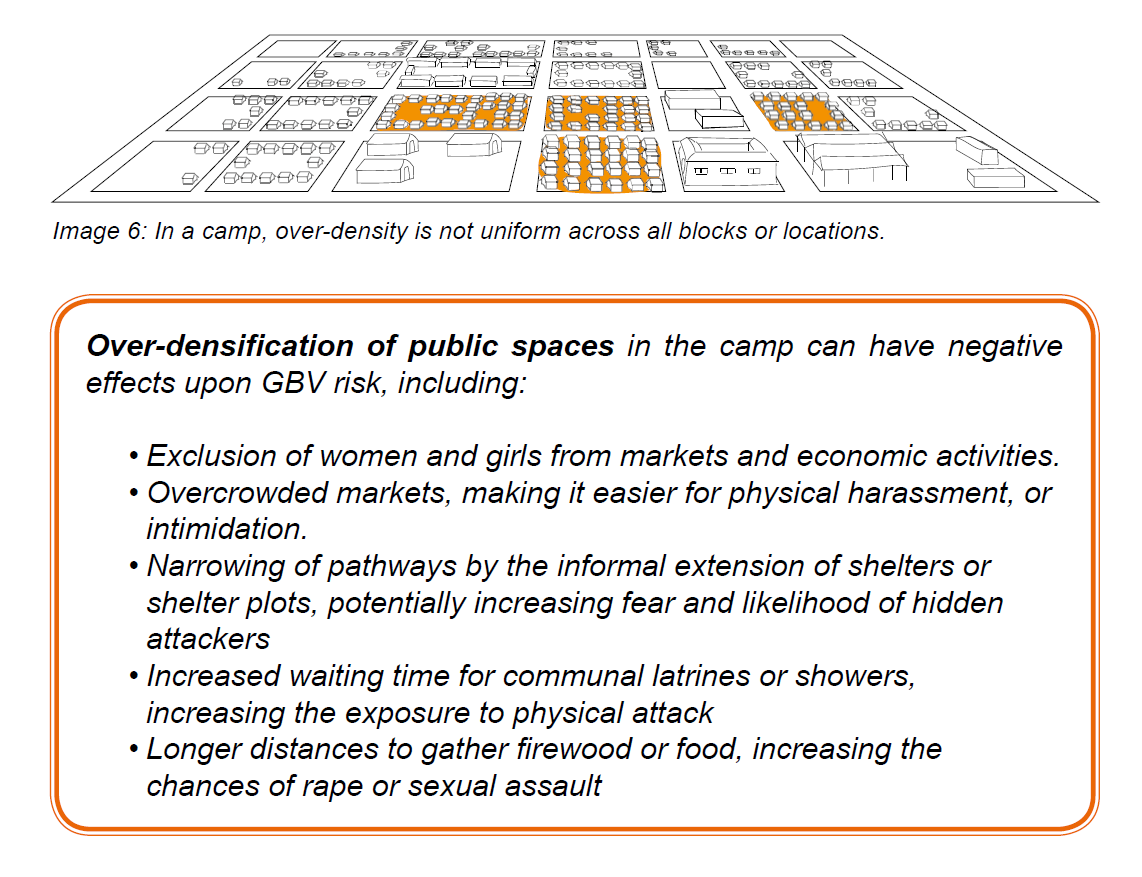 Image 6: In a camp, over-density is not uniform across all blocks or locations.
Over-densification of public spaces in the camp can have negative
effects upon GBV risk, including:
• Exclusion of women and girls from markets and economic activities.
• Overcrowded markets, making it easier for physical harassment, or
intimidation.
• Narrowing of pathways by the informal extension of shelters or
shelter plots, potentially increasing fear and likelihood of hidden
attackers
• Increased waiting time for communal latrines or showers,
increasing the exposure to physical attack
• Longer distances to gather firewood or food, increasing the
chances of rape or sexual assault